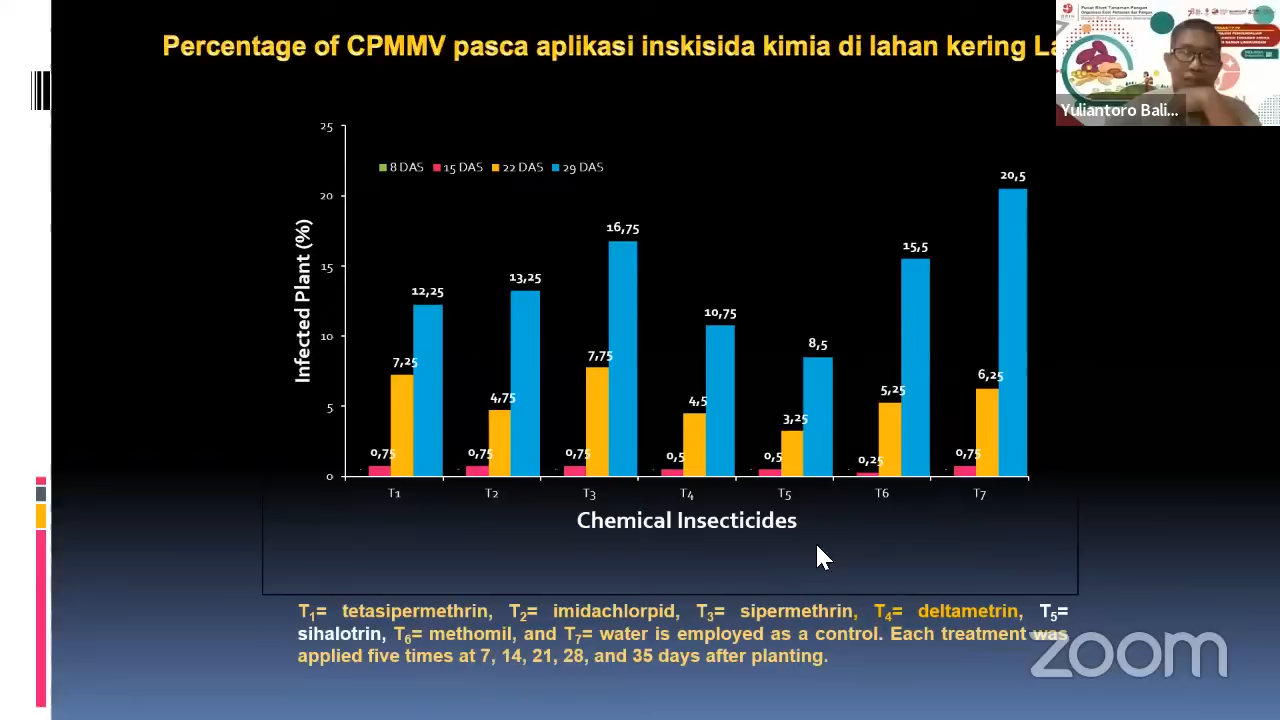 Percentage of CPMMV pasca aplikasi inskisida kimia di lahan kering La
Pusat Riset Tanaman Pangan
Yuliantoro Bali...
25
20
15
10
5
0
Infected Plant (%)
8 DAS 15 DAS 22 DAS 29 DAS
0,75 7,25 12,25
0,75 4,75 13,25
0,75 7,75 16,75
0,5 4,5 10,75
0,5 3,25 8,5
0,25 5,25 15,5
0,75 6,25 20,5
T1 T2 T3 T4 T5 T6 T7
Chemical Insecticides
T1= tetasipermethrin, T2= imidachlorpid, T3= sipermethrin, T4= deltametrin, T5=
sihalotrin, T6= methomil, and T7= water is employed as a control. Each treatment was
applied five times at 7, 14, 21, 28, and 35 days after planting.
zoom